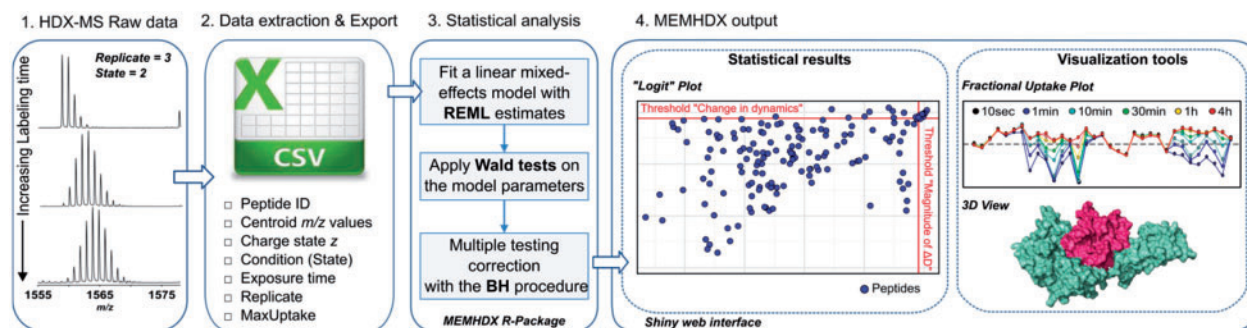 1. HDX-MS Raw data
Replicate = 3
State = 2
Increasing Labeling time
1555 1565 1575
m/z
2. Data extraction & Export
X
CSV
□ Peptide ID
□ Centroid m/z values
□ Charge state z
□ Condition (State)
□ Exposure time
□ Replicate
□ MaxUptake
3. Statistical analysis
Fit a linear mixed-
effects model with
REML estimates
Apply Wald tests on
the model parameters
Multiple testing
correction
with the BH procedure
MEMHDX R-Package
4. MEMHDX output
Statistical results
"Logit" Plot
Threshold "Change in dynamics"
Threshold "Magnitude of ΔD"
Peptides
Shiny web interface
Visualization tools
Fractional Uptake Plot
10sec 1min 10min 30min 1h 4h
3D View